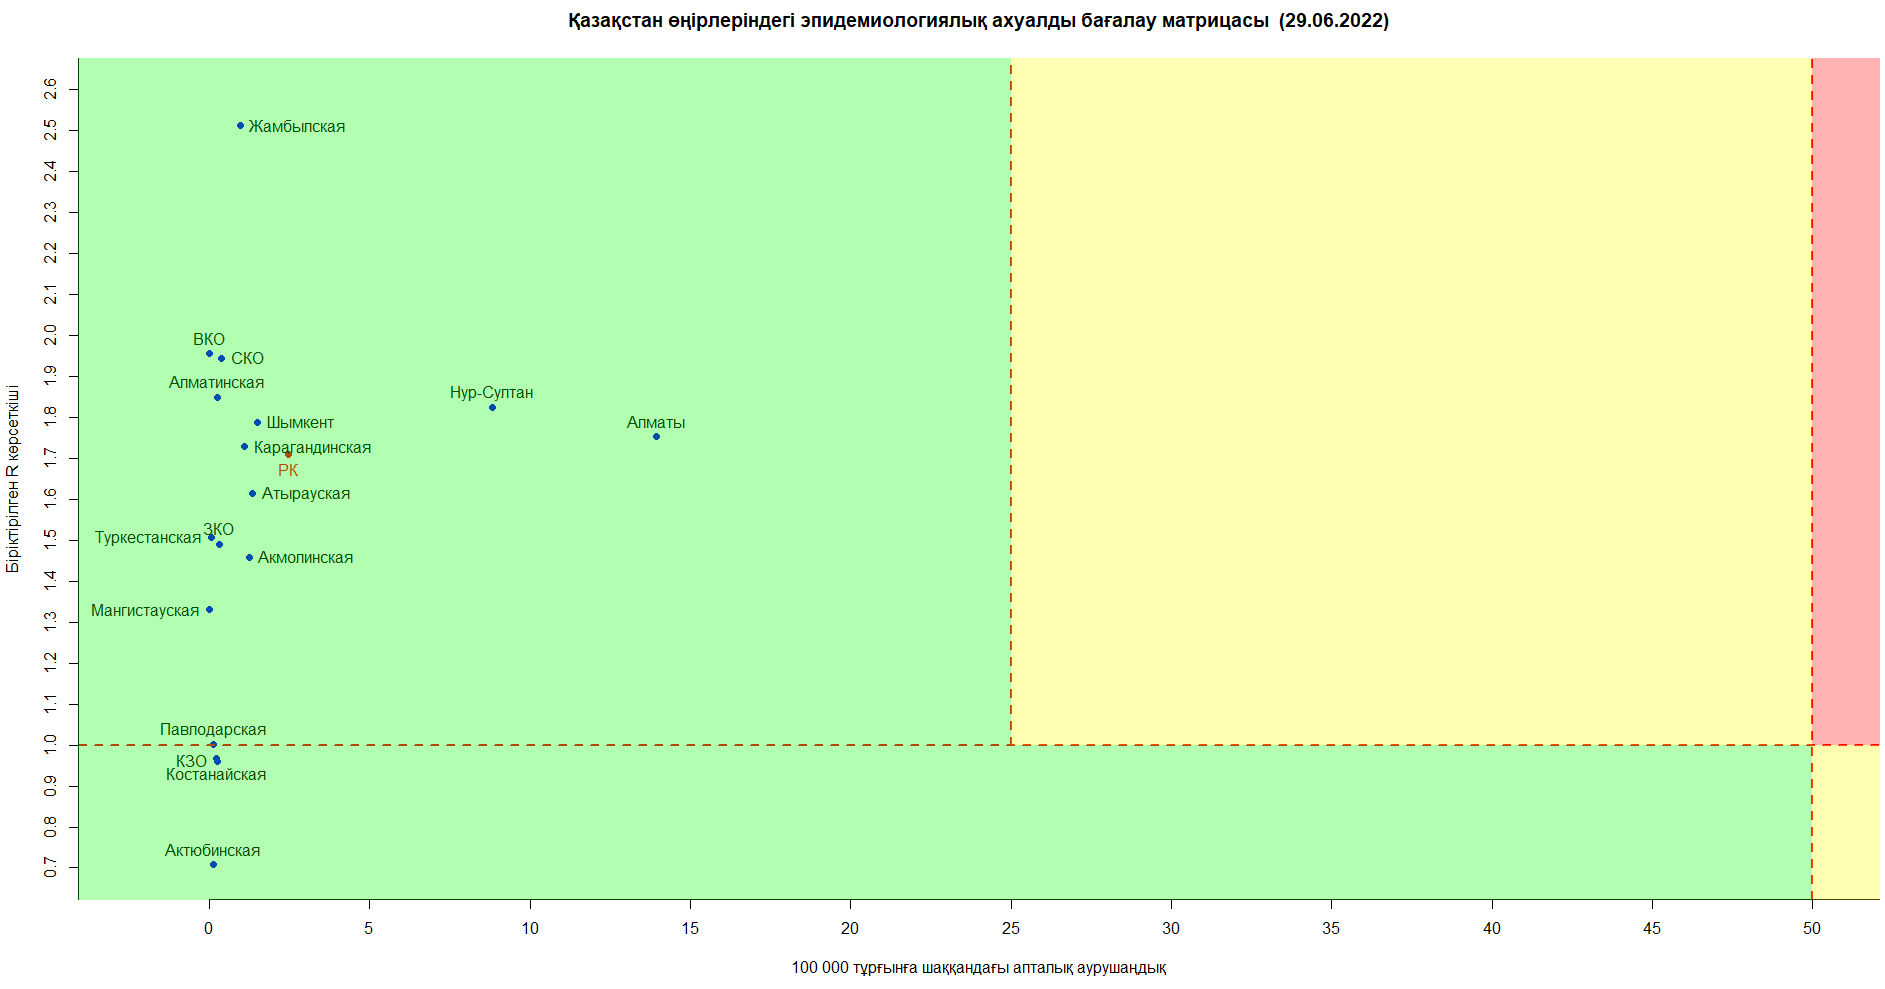 Қазақстан өңірлеріндегі эпидемиологиялық ахуалды бағалау матрицасы (29.06.2022)
Біріктірілген R көрсеткіші
2.6
2.5
2.4
2.3
2.2
2.1
2.0
1.9
1.8
1.7
1.6
1.5
1.4
1.3
1.2
1.1
1.0
0.9
0.8
0.7
Жамбылская
ВКО
СКО
Алматинская
Нур-Султан
Шымкент
Алматы
Карагандинская
РК
Атырауская
ЗКО
Туркестанская
Акмолинская
Мангистауская
Павлодарская
КЗО
Костанайская
Актюбинская
0 5 10 15 20 25 30 35 40 45 50
100 000 тұрғынға шаққандағы апталық аурушаңдық